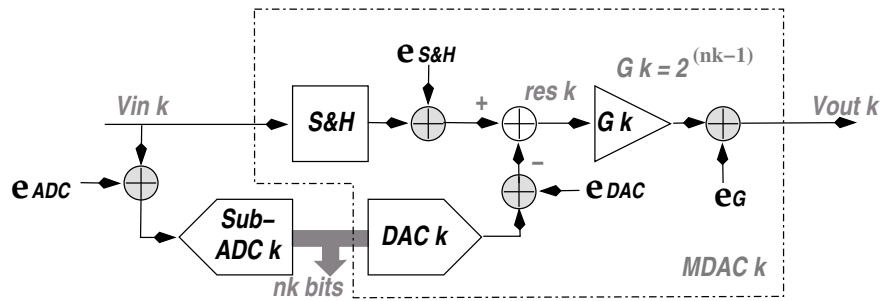 e S&H
G k = 2 (nk−1)
Vin k
S&H
+
res k
G k
Vout k
−
e ADC
e DAC
e G
Sub−
ADC k
DAC k
nk bits
MDAC k